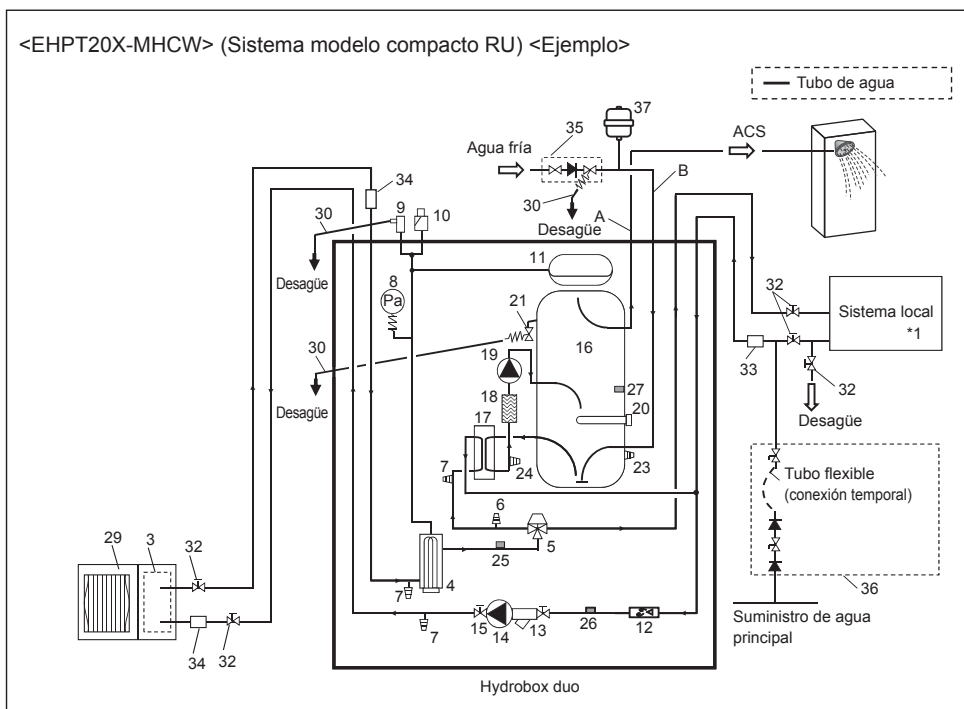 <EHPT20X-MHCW> (Sistema modelo compacto RU) <Ejemplo>
Tubo de agua
37
35
ACS
Agua fría
B
34
30
9
10
30
A
Desagüe
Desagüe
11
8
Pa
21
32
Sistema local
*1
16
30
19
33
32
27
Desagüe
18
20
Desagüe
17
7
24
23
Tubo flexible
(conexión temporal)
6
29
3
32
25
5
7
4
36
34
32
7
15
14
13
26
12
Suministro de agua
principal
Hydrobox duo